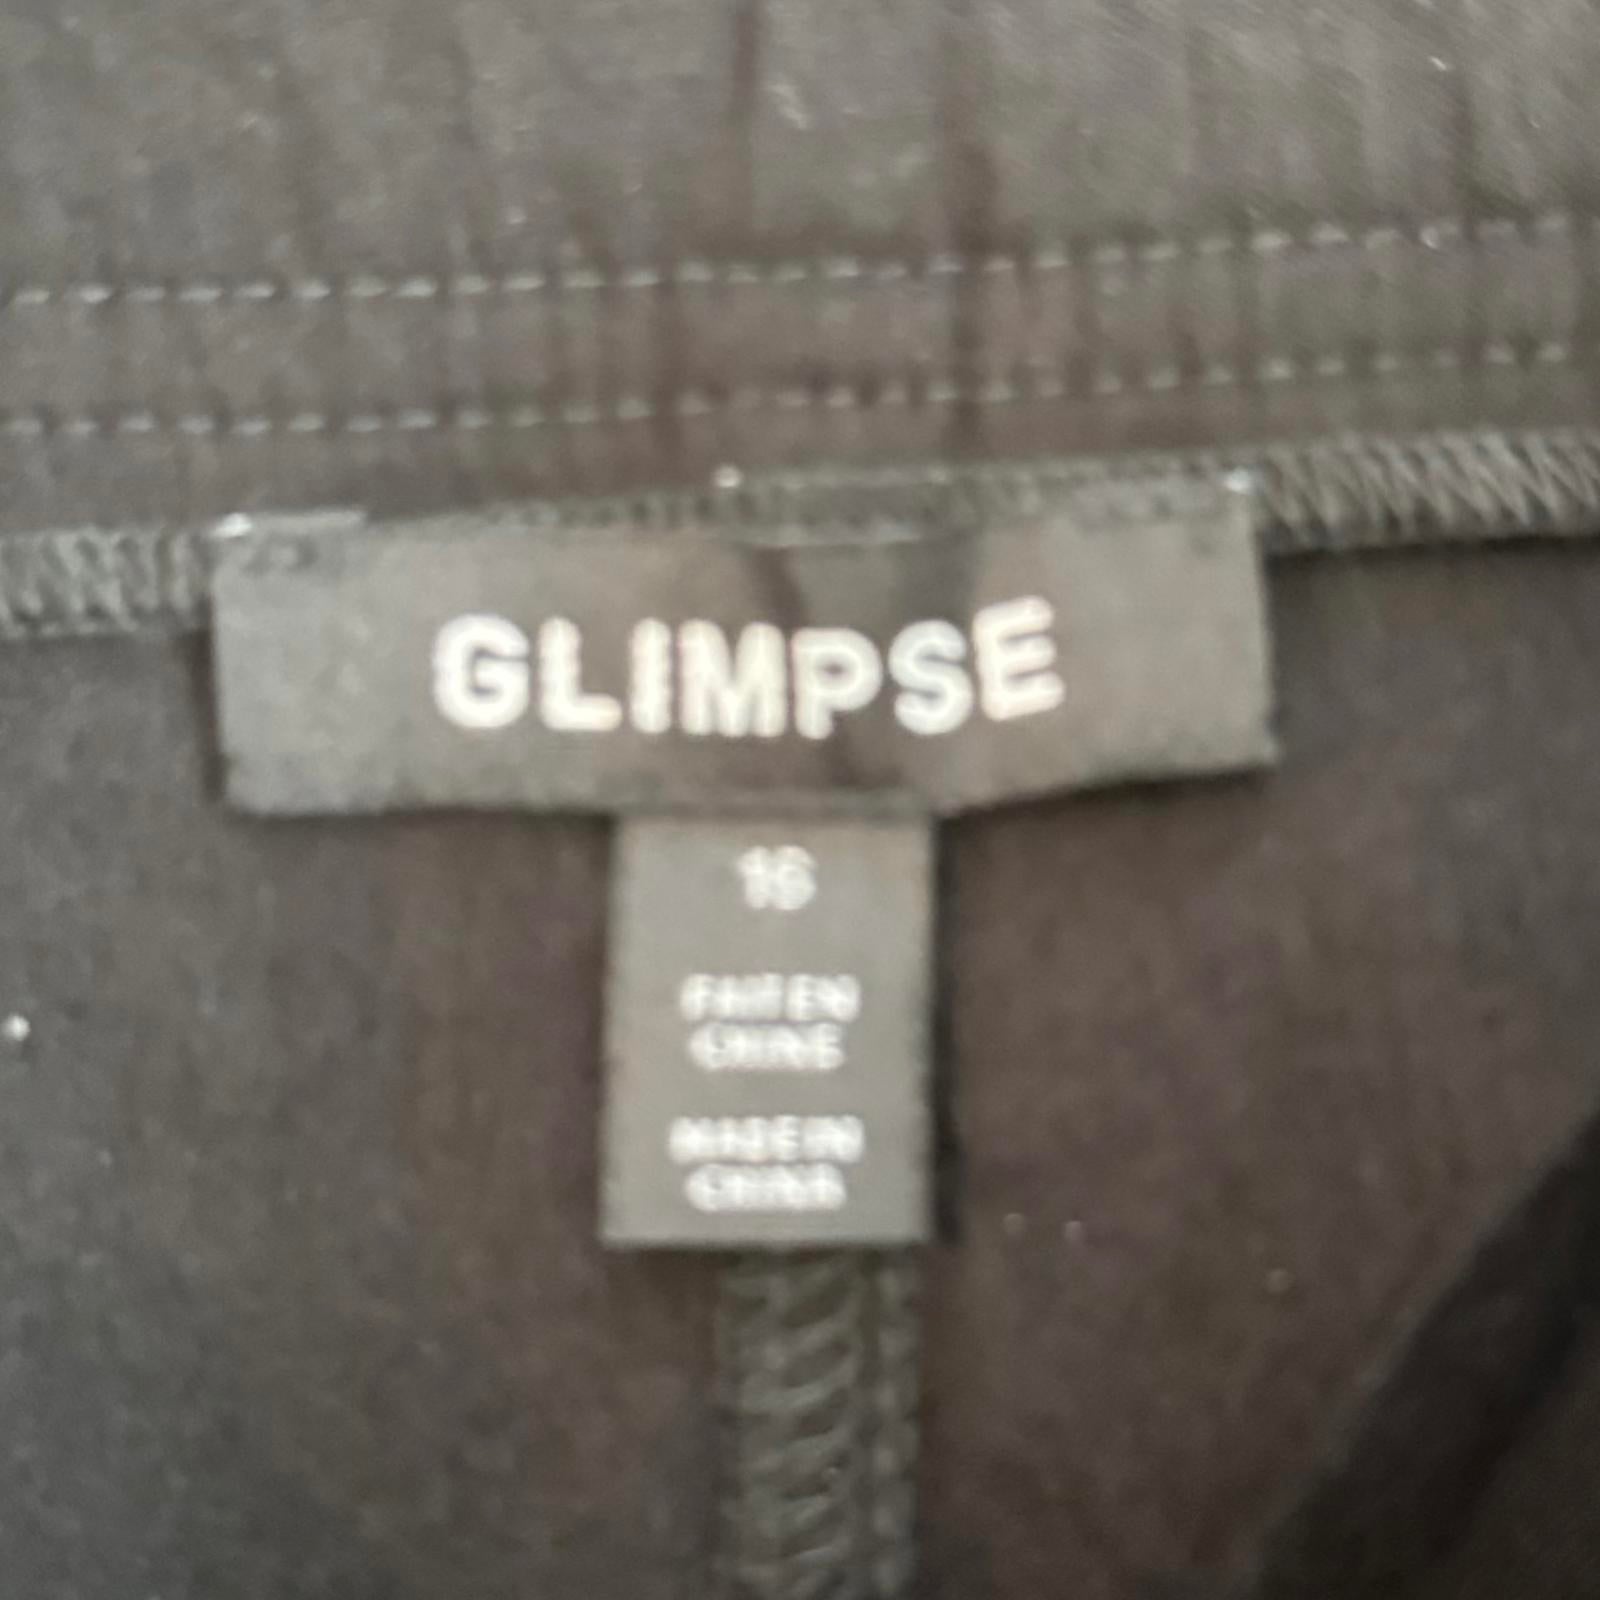 GLIMPSE
16
FAIT EN
CHINE
MADE IN
CHINA